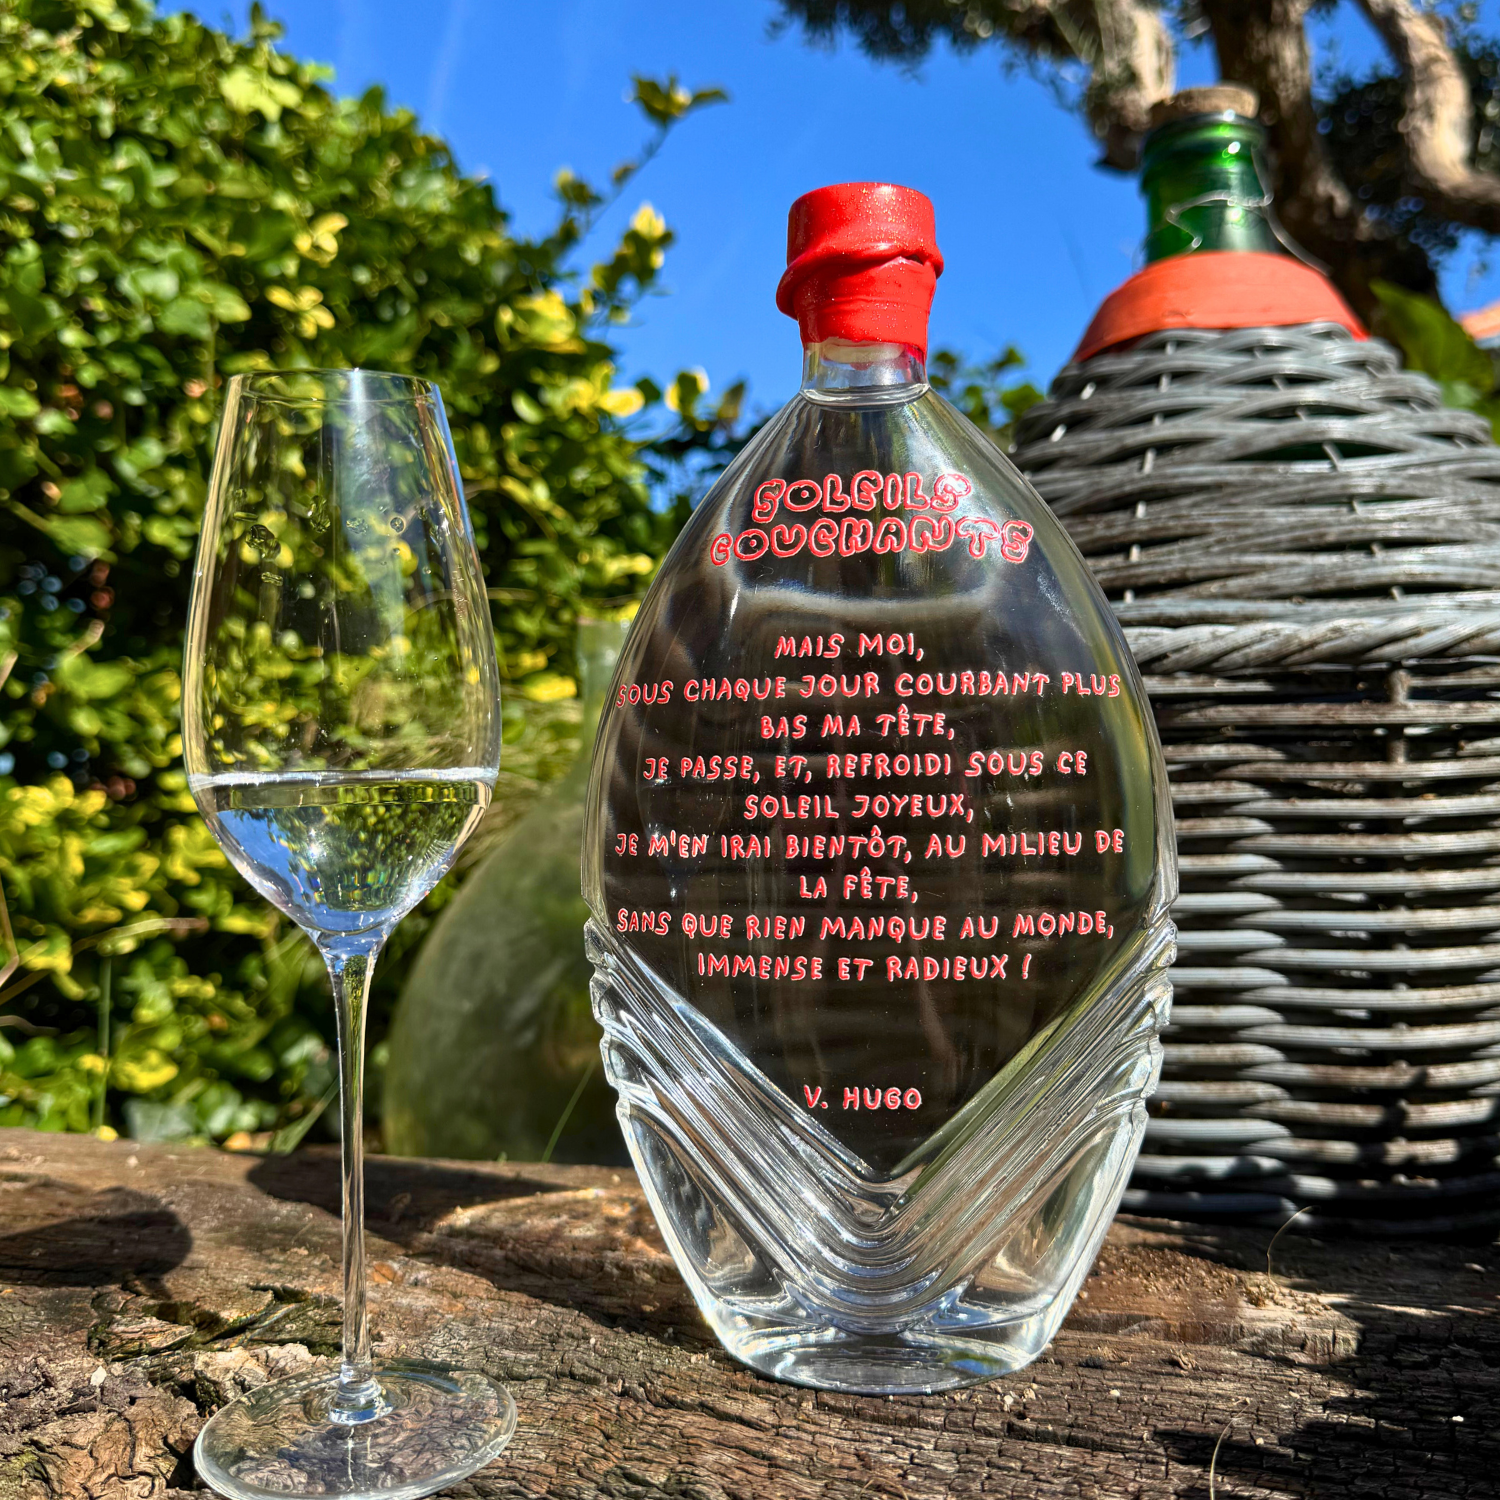 SOLEILS
COUCHANTS
MAIS MOI,
SOUS CHAQUE JOUR COURBANT PLUS
BAS MA TÊTE,
JE PASSE, ET, REFROIDI SOUS CE
SOLEIL JOYEUX,
JE M'EN IRAI BIENTÔT, AU MILIEU DE
LA FÊTE,
SANS QUE RIEN MANQUE AU MONDE,
IMMENSE ET RADIEUX !
V. HUGO